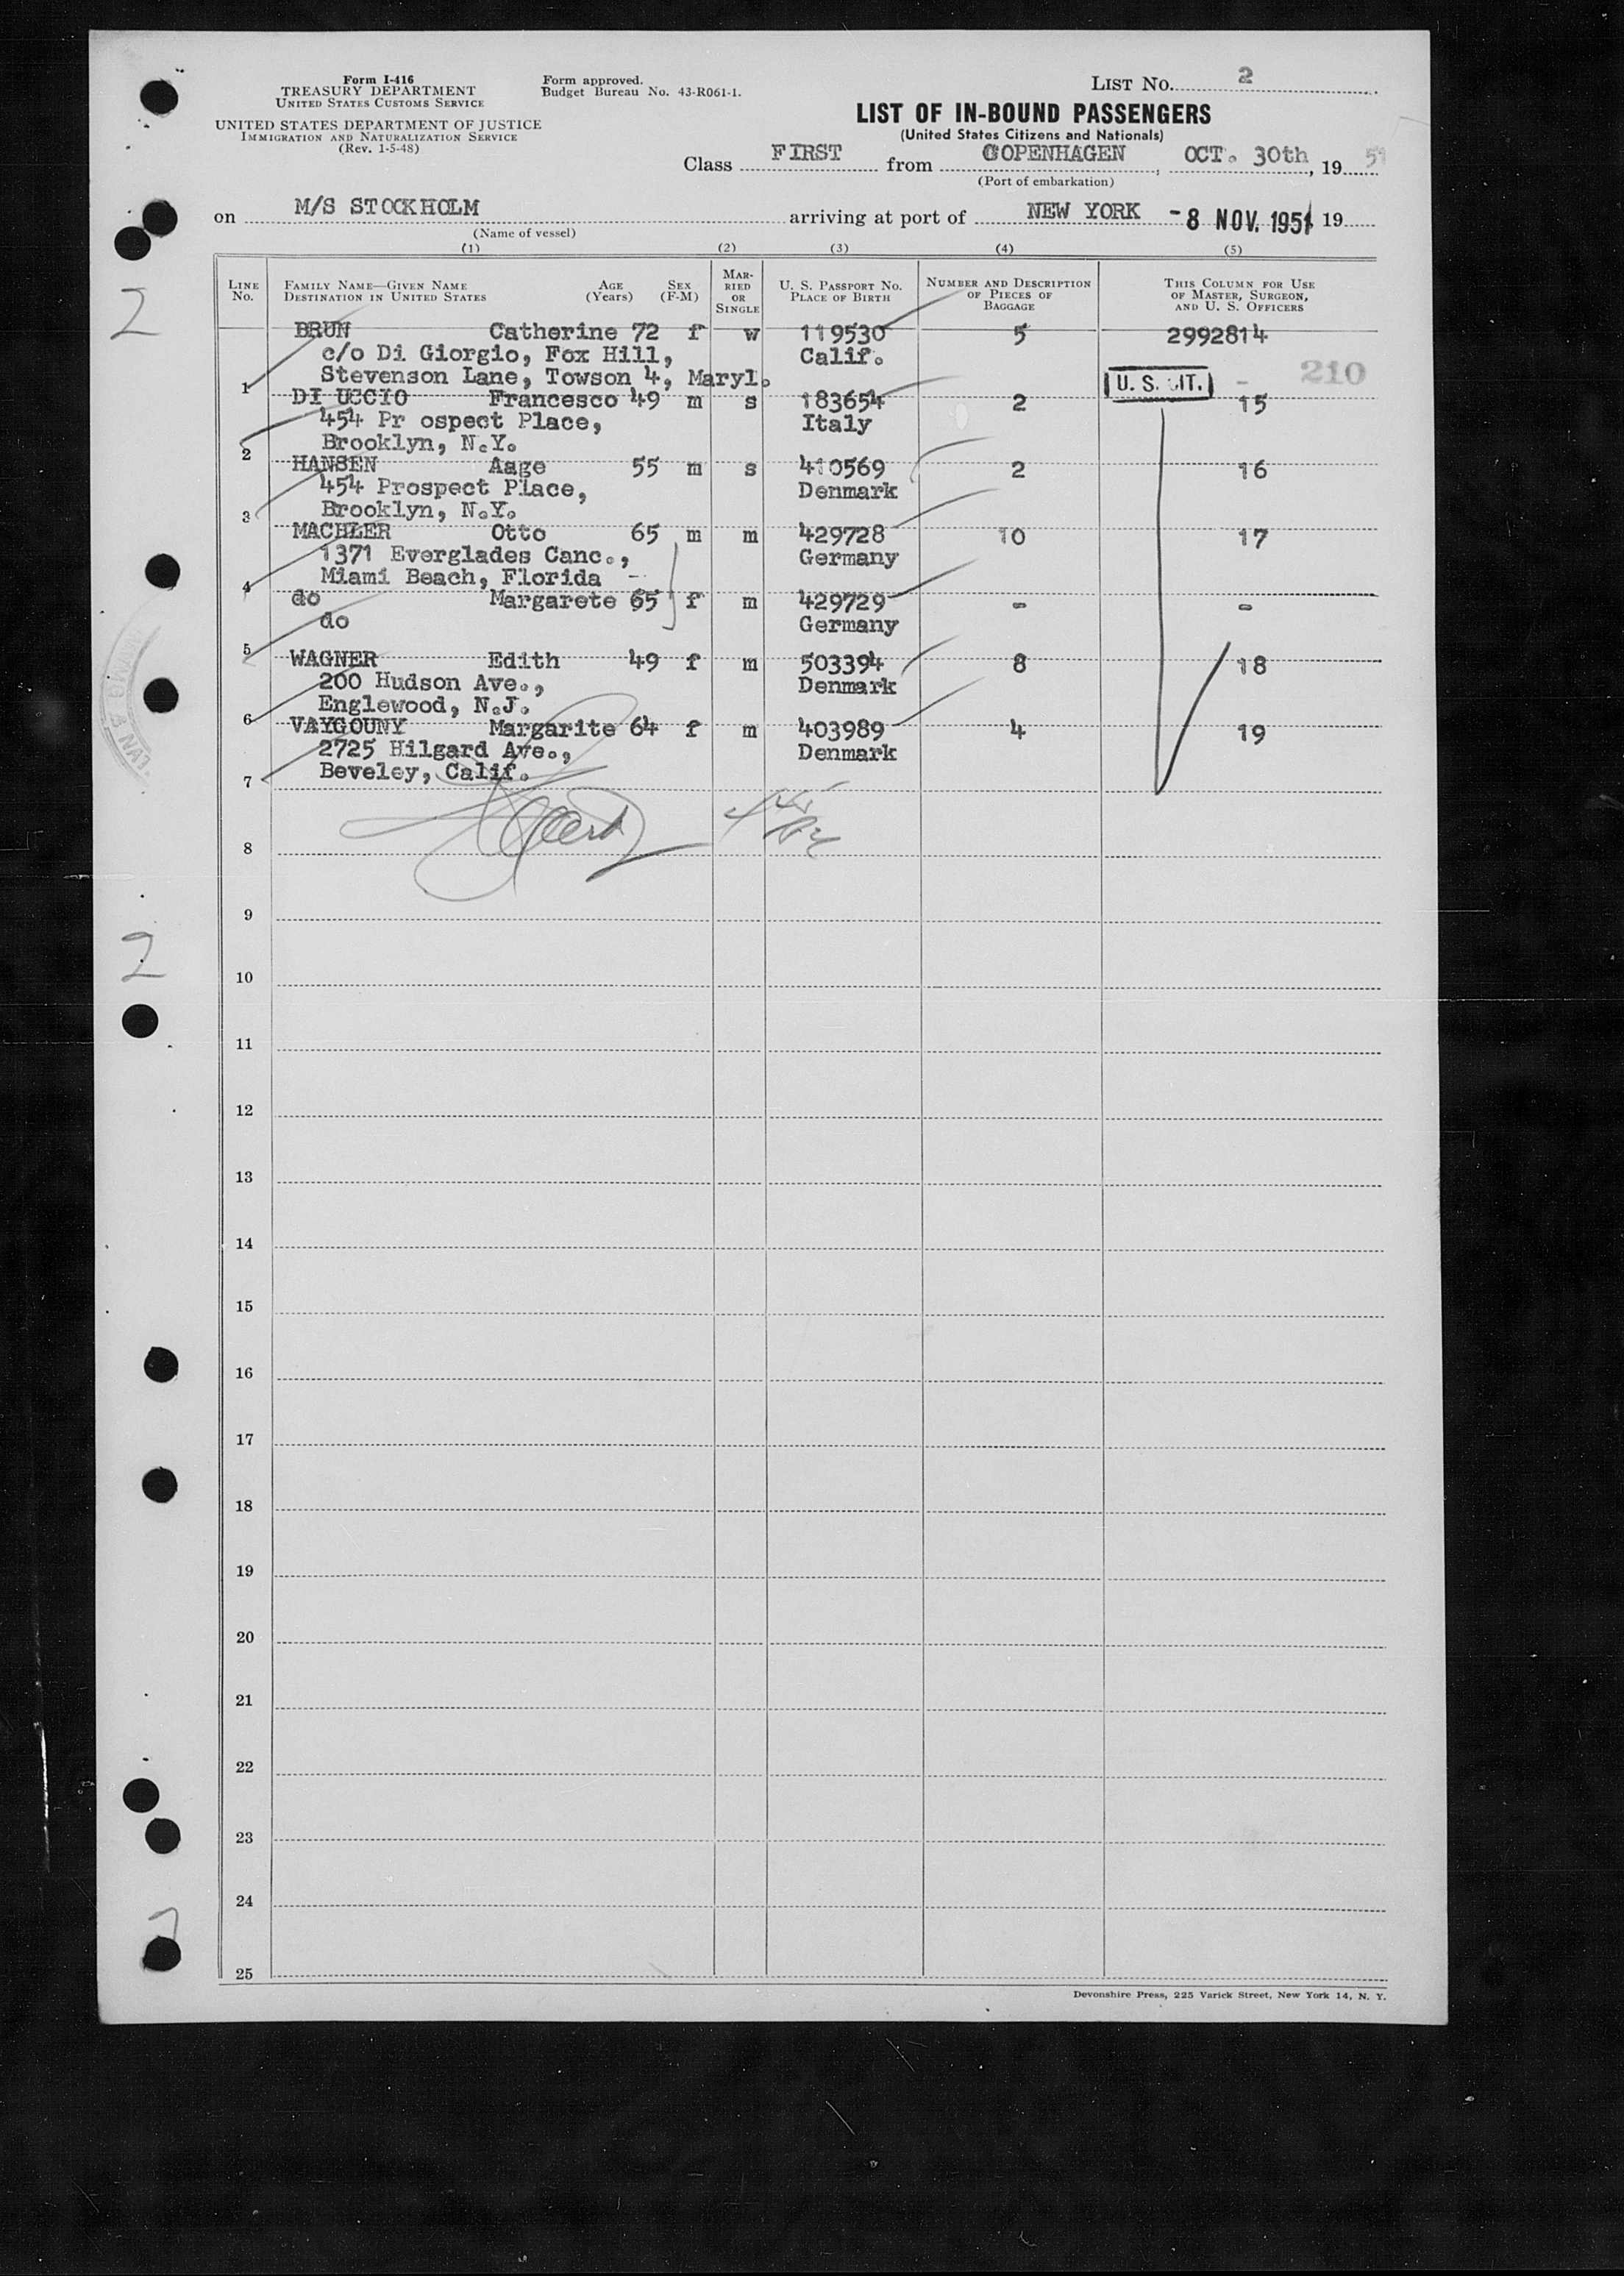 Form I-416
TREASURY DEPARTMENT
UNITED STATES CUSTOMS SERVICE
UNITED STATES DEPARTMENT OF JUSTICE
IMMIGRATION AND NATURALIZATION SERVICE
(Rev. 1-5-48)
Form approved.
Budget Bureau No. 43-R061-1.
LIST NO. 2
LIST OF IN-BOUND PASSENGERS
(United States Citizens and Nationals)
Class FIRST from COPENHAGEN, OCT. 30th, 19 51
(Port of embarkation)
on M/S STOCKHOLM arriving at port of NEW YORK -8 NOV. 1951, 19
(Name of vessel)
(1) (2) (3) (4) (5)
LINE NO. FAMILY NAME—GIVEN NAME DESTINATION IN UNITED STATES AGE (Years) SEX (F-M) MARRIED OR SINGLE U. S. PASSPORT NO. PLACE OF BIRTH NUMBER AND DESCRIPTION OF PIECES OF BAGGAGE THIS COLUMN FOR USE OF MASTER, SURGEON, AND U. S. OFFICERS
BRUN Catherine 72 f w 119530 5 2992814
c/o Di Giorgio, Fox Hill, Calif.
1 Stevenson Lane, Towson 4, Maryl. U. S. CIT. - 210
DI UCCIO Francesco 49 m s 183654 2 15
454 Pr ospect Place, Italy
2 Brooklyn, N.Y.
HANSEN Aage 55 m s 410569 2 16
454 Prospect Place, Denmark
3 Brooklyn, N.Y.
MACHLER Otto 65 m m 429728 10 17
1371 Everglades Canc., Germany
4 Miami Beach, Florida -
do Margarete 65 f m 429729 - -
do Germany
5
WAGNER Edith 49 f m 503394 8 18
200 Hudson Ave., Denmark
6 Englewood, N.J.
VAYGOUNY Margarite 64 f m 403989 4 19
2725 Hilgard Ave., Denmark
7 Beveley, Calif.
8
9
10
11
12
13
14
15
16
17
18
19
20
21
22
23
24
25
2
2
2
Devonshire Press, 225 Varick Street, New York 14, N. Y.